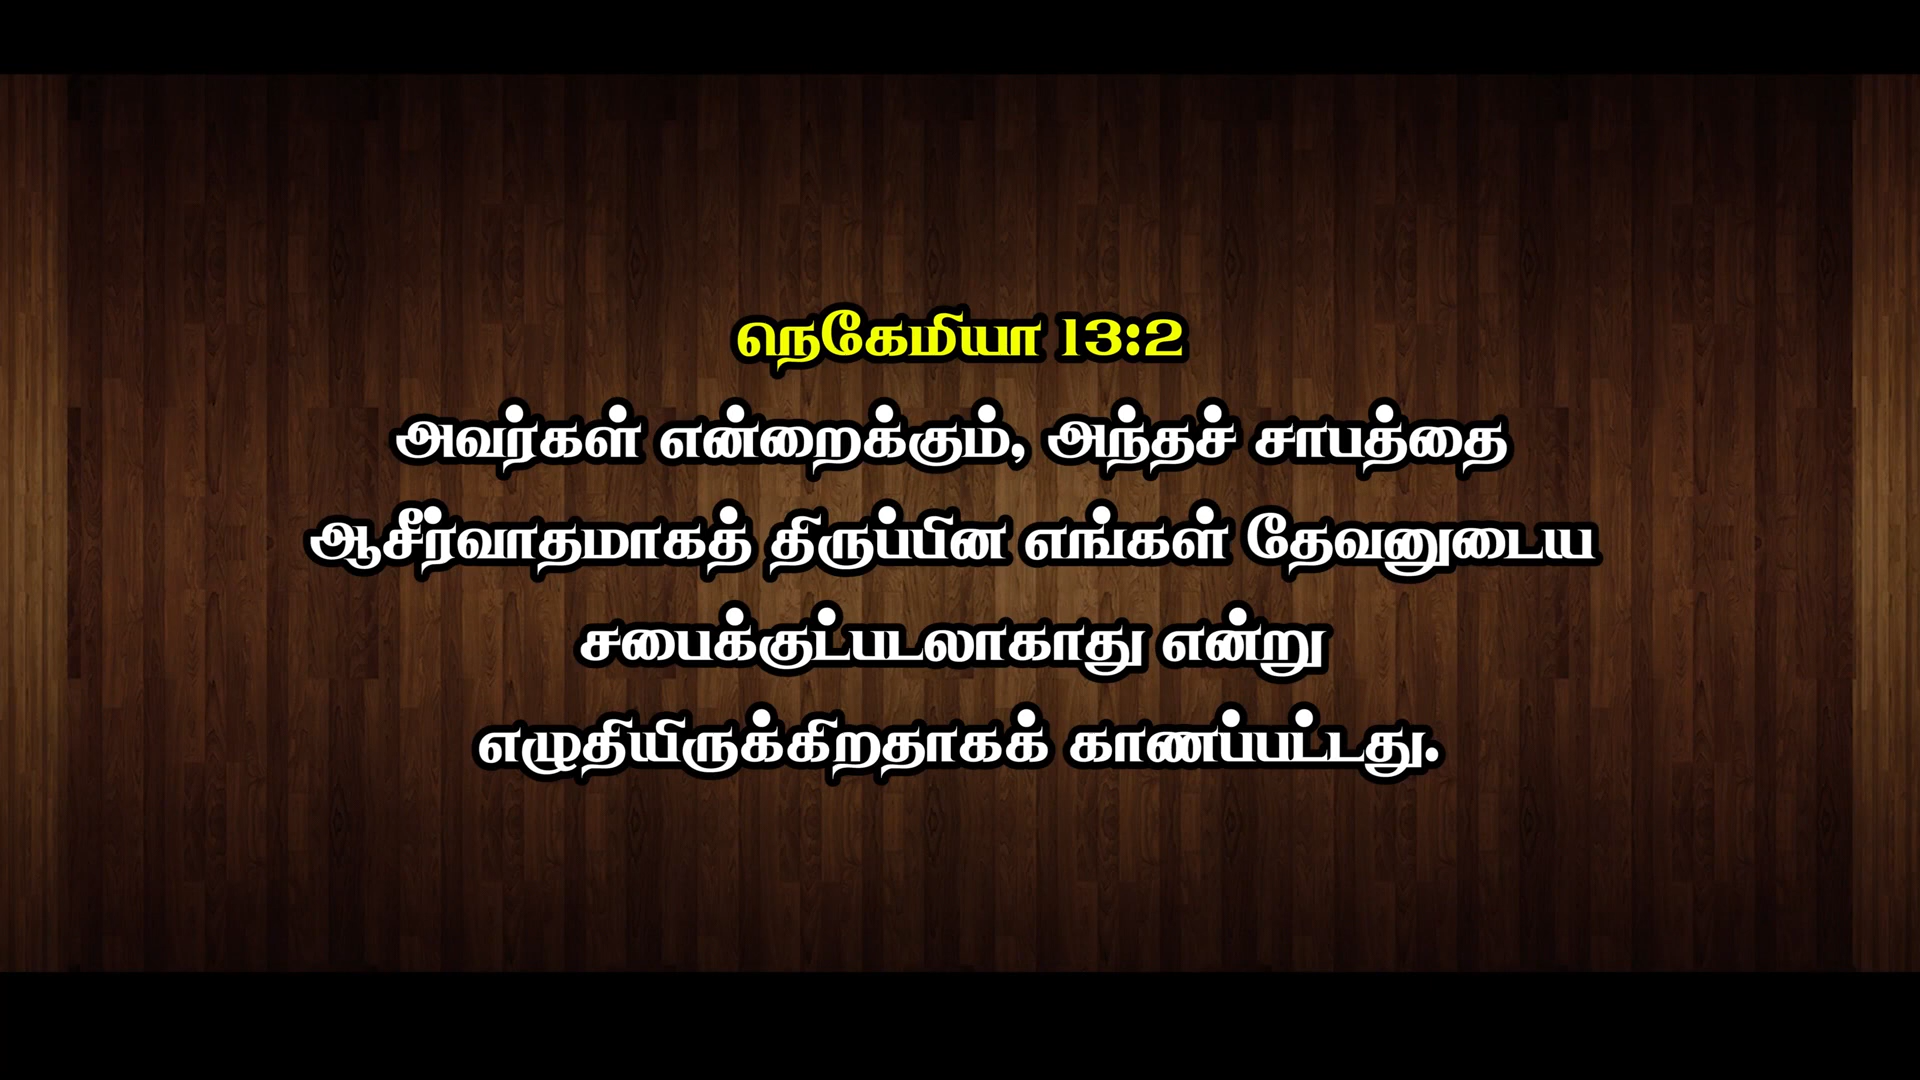 நெகேமியா 13:2
அவர்கள் என்றைக்கும், அந்தச் சாபத்தை
ஆசீர்வாதமாகத் திருப்பின எங்கள் தேவனுடைய
சபைக்குட்படலாகாது என்று
எழுதியிருக்கிறதாகக் காணப்பட்டது.